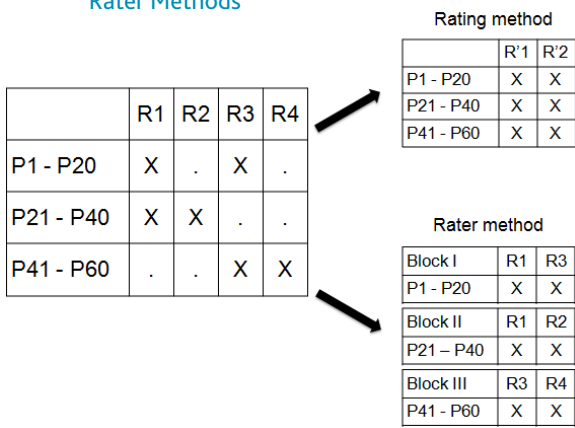 Rater Methods
Rating method
R'1 R'2
P1 - P20 X X
P21 - P40 X X
P41 - P60 X X
R1 R2 R3 R4
P1 - P20 X . X .
P21 - P40 X X . .
P41 - P60 . . X X
Rater method
Block I R1 R3
P1 - P20 X X
Block II R1 R2
P21 – P40 X X
Block III R3 R4
P41 - P60 X X